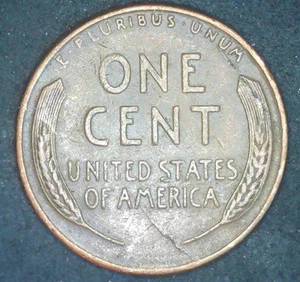 E·PLURIBUS·UNUM
ONE
CENT
UNITED STATES
OF AMERICA